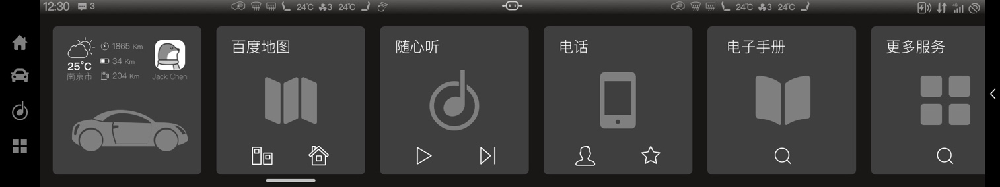 12:30
3
24℃ 3 24℃
24℃ 3 24℃
4G
1865 Km
34 Km
204 Km
25°C
南京市
Jack Chen
百度地图
随心听
电话
电子手册
更多服务